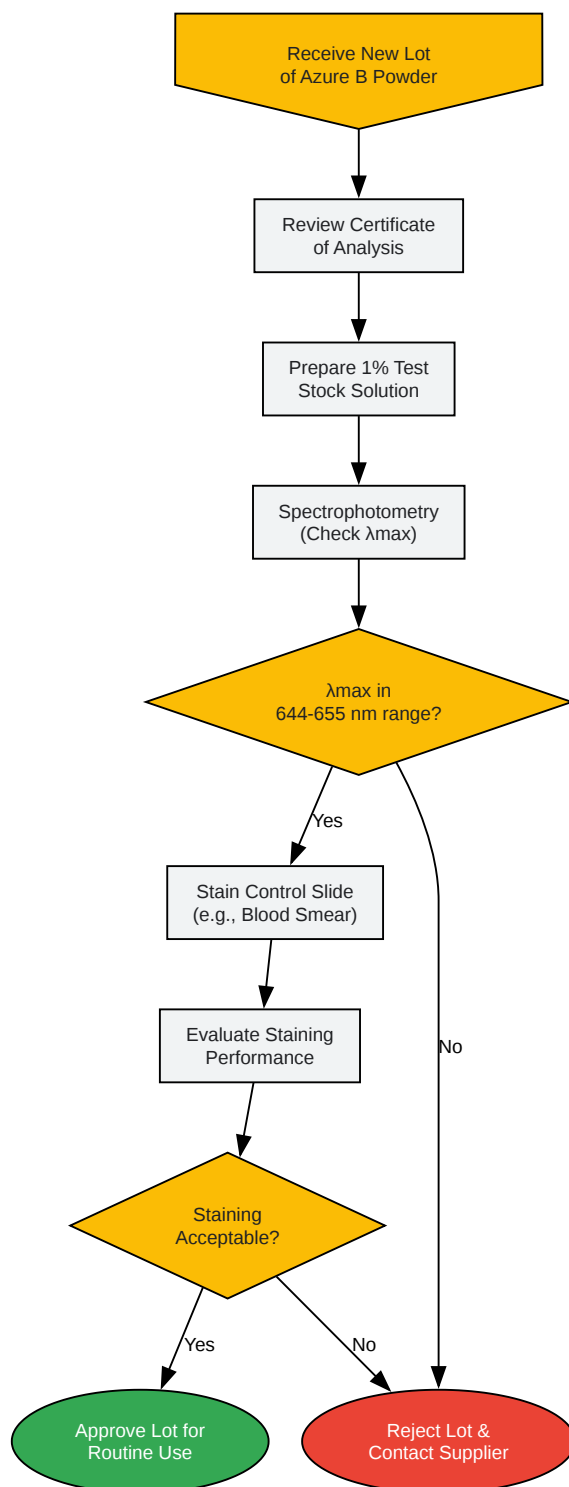 Receive New Lot
of Azure B Powder
Review Certificate
of Analysis
Prepare 1% Test
Stock Solution
Spectrophotometry
(Check λmax)
λmax in
644-655 nm range?
Yes
Stain Control Slide
(e.g., Blood Smear)
Evaluate Staining
Performance
No
Staining
Acceptable?
Yes
No
Approve Lot for
Routine Use
Reject Lot &
Contact Supplier